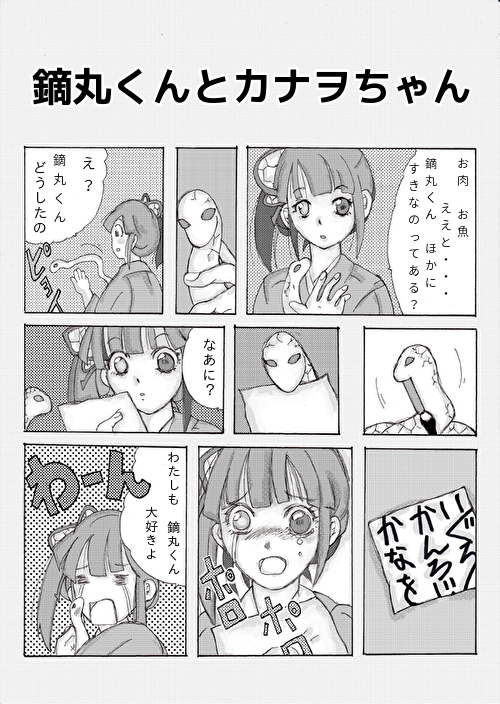 鏑丸くんとカナヲちゃん
お肉　お魚
ええと・・・
鏑丸くん　ほかに
すきなのってある？
え？
鏑丸くん
どうしたの
ピョイ
なあに？
いぐろ
かんろじ
かなを
ポロ
ポロ
わたしも　鏑丸くん
大好きよ
わーん